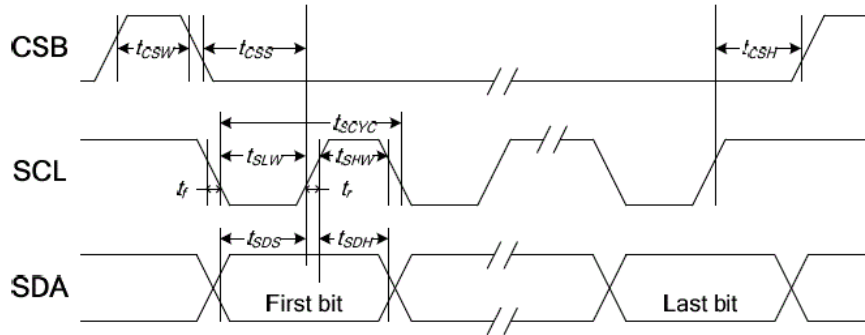 CSB
tCSW
tCSS
tCSH
tSCYC
SCL
tSLW
tSHW
tf
tr
tSDS
tSDH
SDA
First bit
Last bit